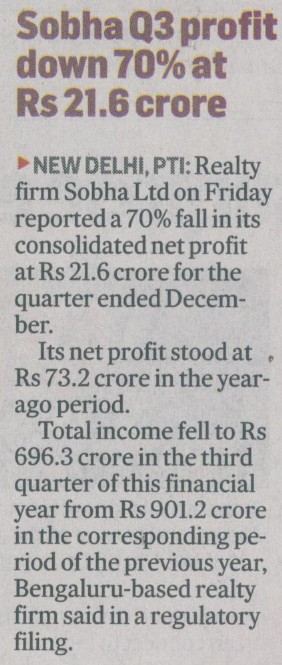 Sobha Q3 profit
down 70% at
Rs 21.6 crore
▶NEW DELHI, PTI: Realty
firm Sobha Ltd on Friday
reported a 70% fall in its
consolidated net profit
at Rs 21.6 crore for the
quarter ended Decem-
ber.
Its net profit stood at
Rs 73.2 crore in the year-
ago period.
Total income fell to Rs
696.3 crore in the third
quarter of this financial
year from Rs 901.2 crore
in the corresponding pe-
riod of the previous year,
Bengaluru-based realty
firm said in a regulatory
filing.